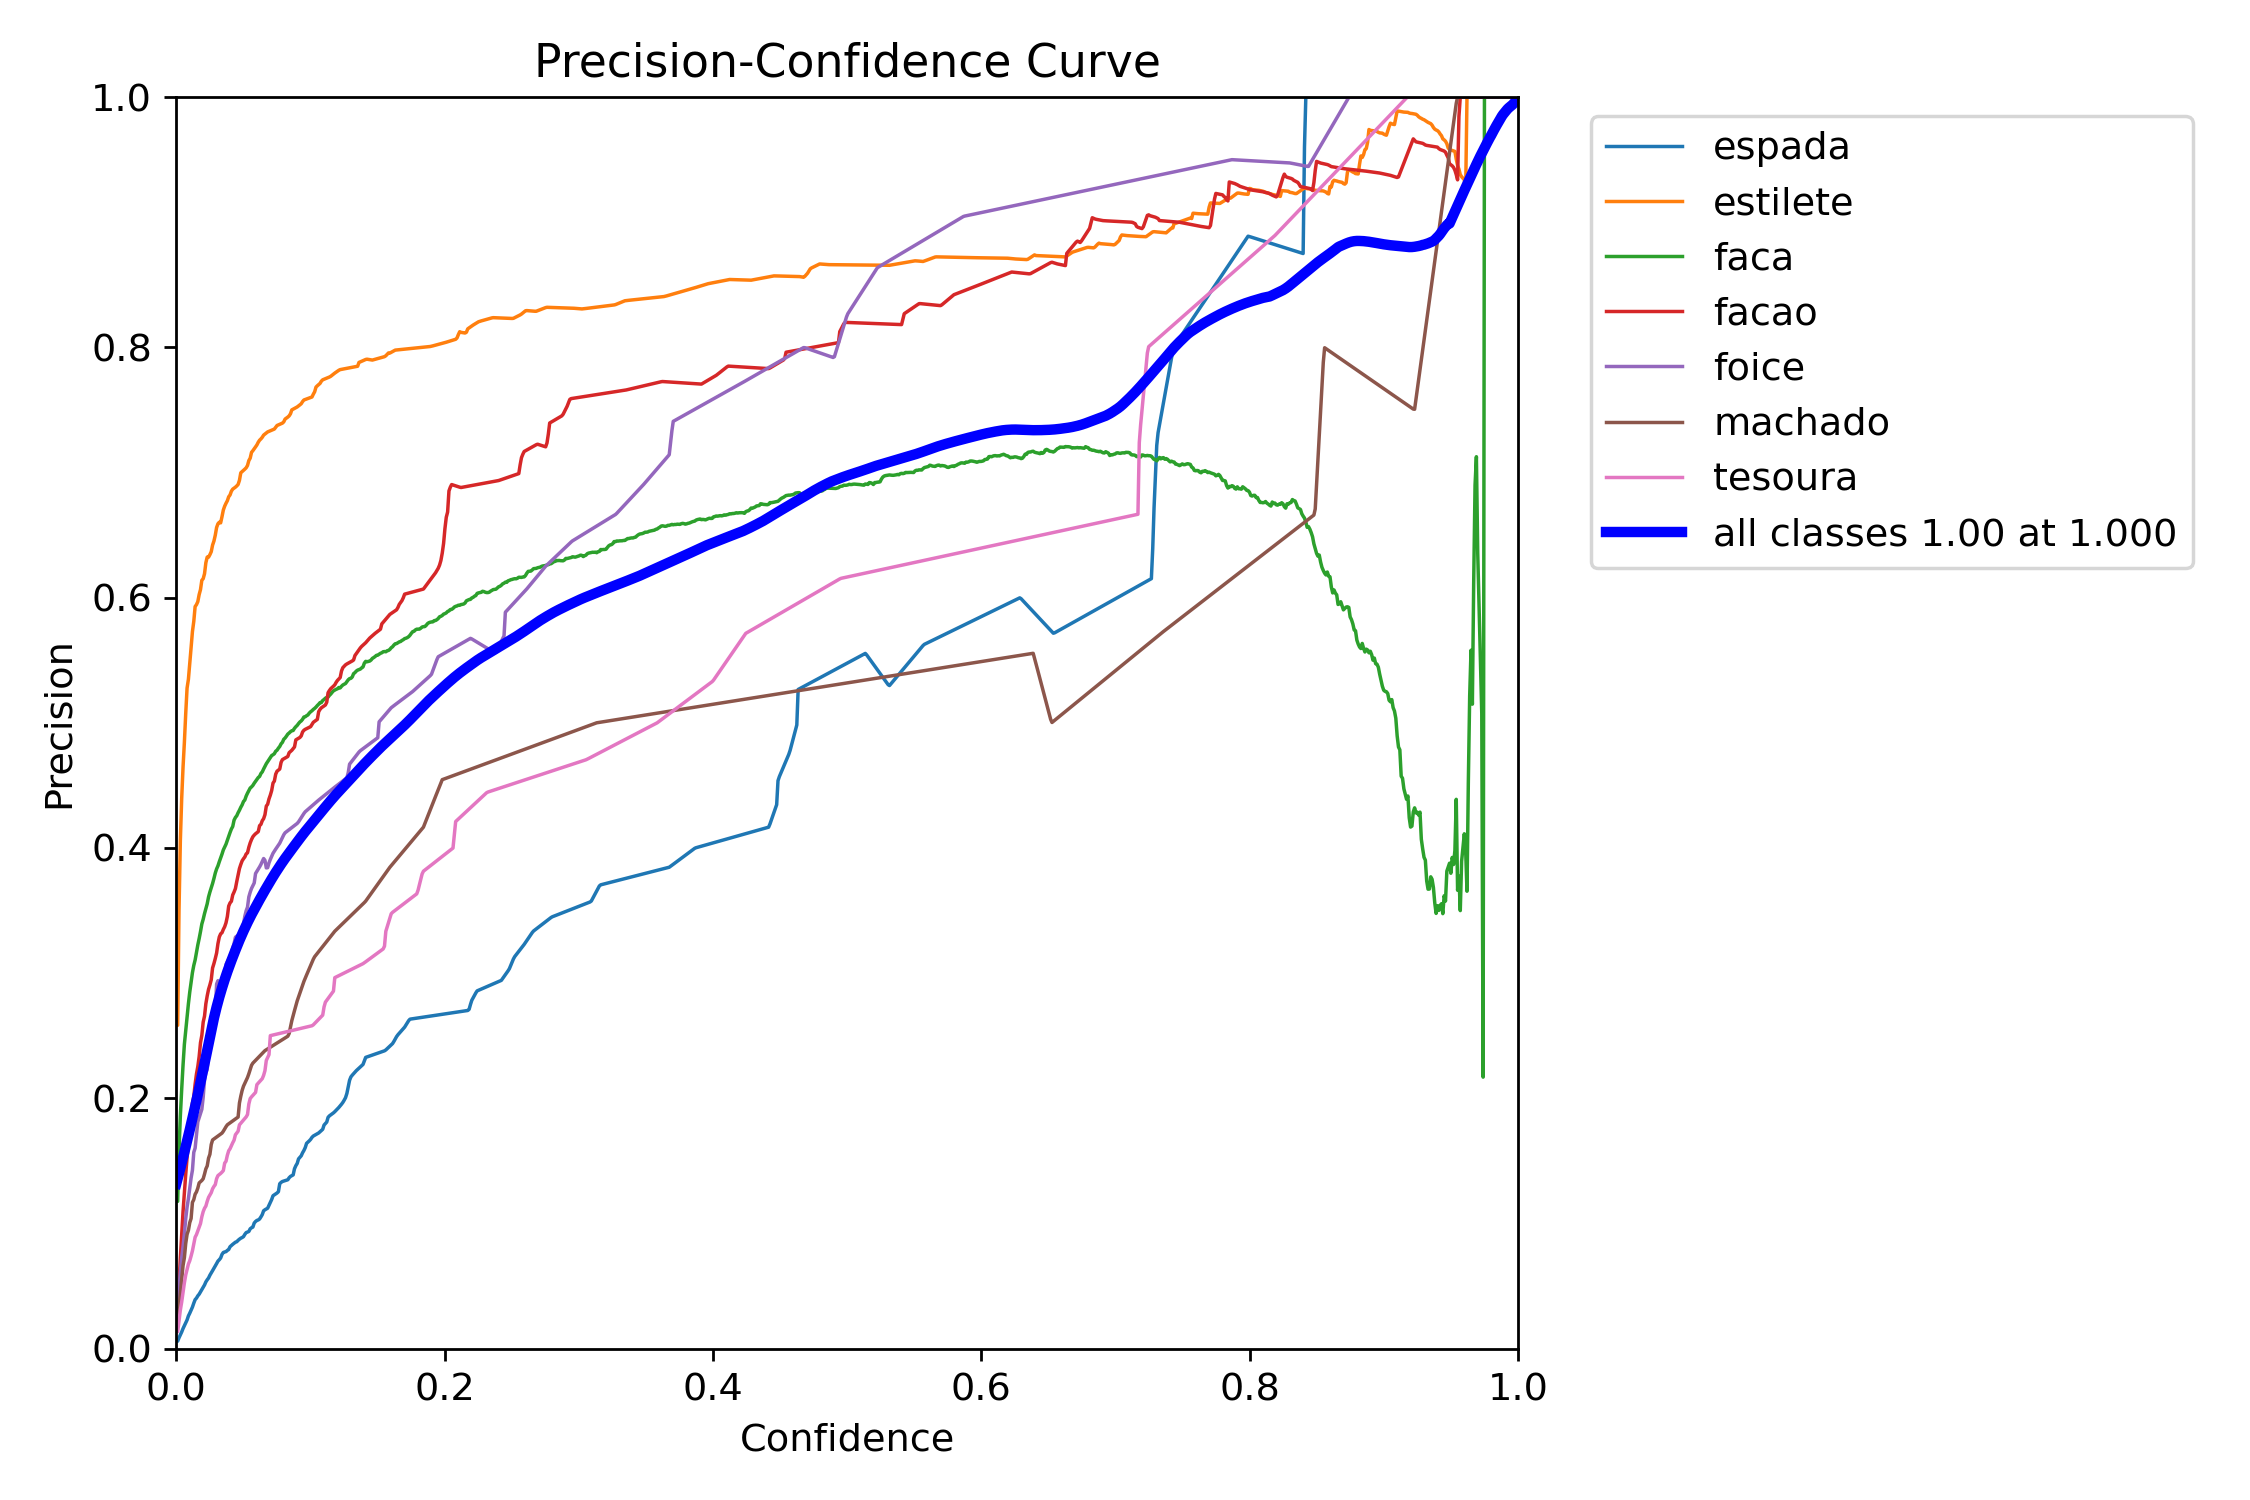 Precision-Confidence Curve
1.0
0.8
0.6
0.4
0.2
0.0
Precision
0.0 0.2 0.4 0.6 0.8 1.0
Confidence
espada
estilete
faca
facao
foice
machado
tesoura
all classes 1.00 at 1.000